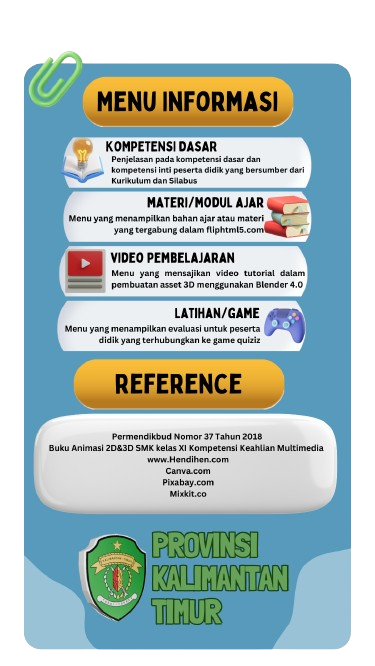 MENU INFORMASI
KOMPETENSI DASAR
Penjelasan pada kompetensi dasar dan
kompetensi inti peserta didik yang bersumber dari
Kurikulum dan Silabus
MATERI/MODUL AJAR
Menu yang menampilkan bahan ajar atau materi
yang tergabung dalam fliphtml5.com
VIDEO PEMBELAJARAN
Menu yang mensajikan video tutorial dalam
pembuatan asset 3D menggunakan Blender 4.0
LATIHAN/GAME
Menu yang menampilkan evaluasi untuk peserta
didik yang terhubungkan ke game quiziz
REFERENCE
Permendikbud Nomor 37 Tahun 2018
Buku Animasi 2D&3D SMK kelas XI Kompetensi Keahlian Multimedia
www.Hendihen.com
Canva.com
Pixabay.com
Mixkit.co
PROVINSI
KALIMANTAN
TIMUR